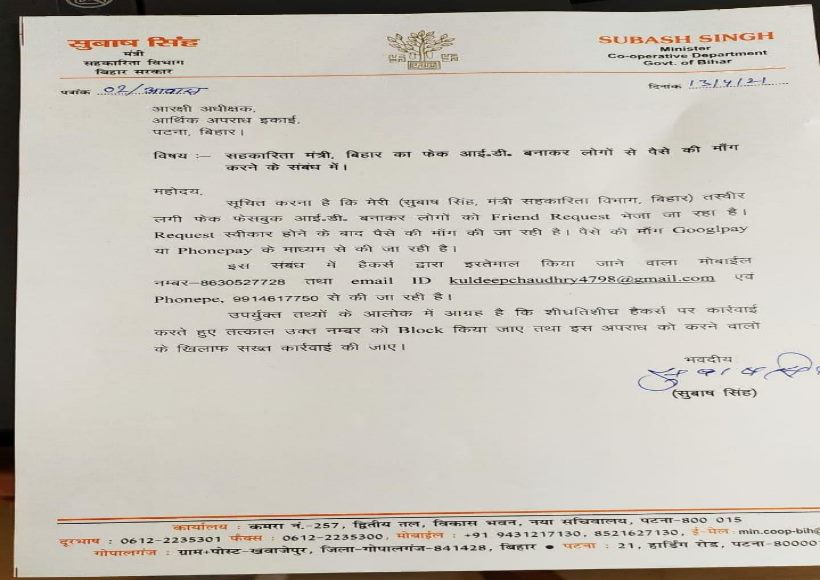 सुबाष सिंह
मंत्री
सहकारिता विभाग
बिहार सरकार
SUBASH SINGH
Minister
Co-operative Department
Govt. of Bihar
पत्रांक 02/आवास
दिनांक 13/4/21
आरक्षी अधीक्षक,
आर्थिक अपराध इकाई,
पटना, बिहार।
विषय :— सहकारिता मंत्री, बिहार का फेक आई.डी. बनाकर लोगों से पैसे की माँग
करने के संबंध में।
महोदय,
सूचित करना है कि मेरी (सुबाष सिंह, मंत्री सहकारिता विभाग, बिहार) तस्वीर
लगी फेक फेसबुक आई.डी. बनाकर लोगों को Friend Request भेजा जा रहा है।
Request स्वीकार होने के बाद पैसे की माँग की जा रही है। पैसे की माँग Googlpay
या Phonepay के माध्यम से की जा रही है।
इस संबंध में हैकर्स द्वारा इस्तेमाल किया जाने वाला मोबाईल
नम्बर–8630527728 तथा email ID kuldeepchaudhry4798@gmail.com एवं
Phonepe, 9914617750 से की जा रही है।
उपर्युक्त तथ्यों के आलोक में आग्रह है कि शीघ्रतिशीघ्र हैकर्स पर कार्रवाई
करते हुए तत्काल उक्त नम्बर को Block किया जाए तथा इस अपराध को करने वालों
के खिलाफ सख्त कार्रवाई की जाए।
भवदीय
(सुबाष सिंह)
कार्यालय : कमरा नं.-257, द्वितीय तल, विकास भवन, नया सचिवालय, पटना-800 015
दूरभाष : 0612-2235301 फैक्स : 0612-2235300, मोबाईल : +91 9431217130, 8521627130, ई-मेल: min.coop-bih@
गोपालगंज : ग्राम+पोस्ट-ख्वाजेपुर, जिला-गोपालगंज-841428, बिहार ● पटना : 21, हार्डिंग रोड, पटना-800001